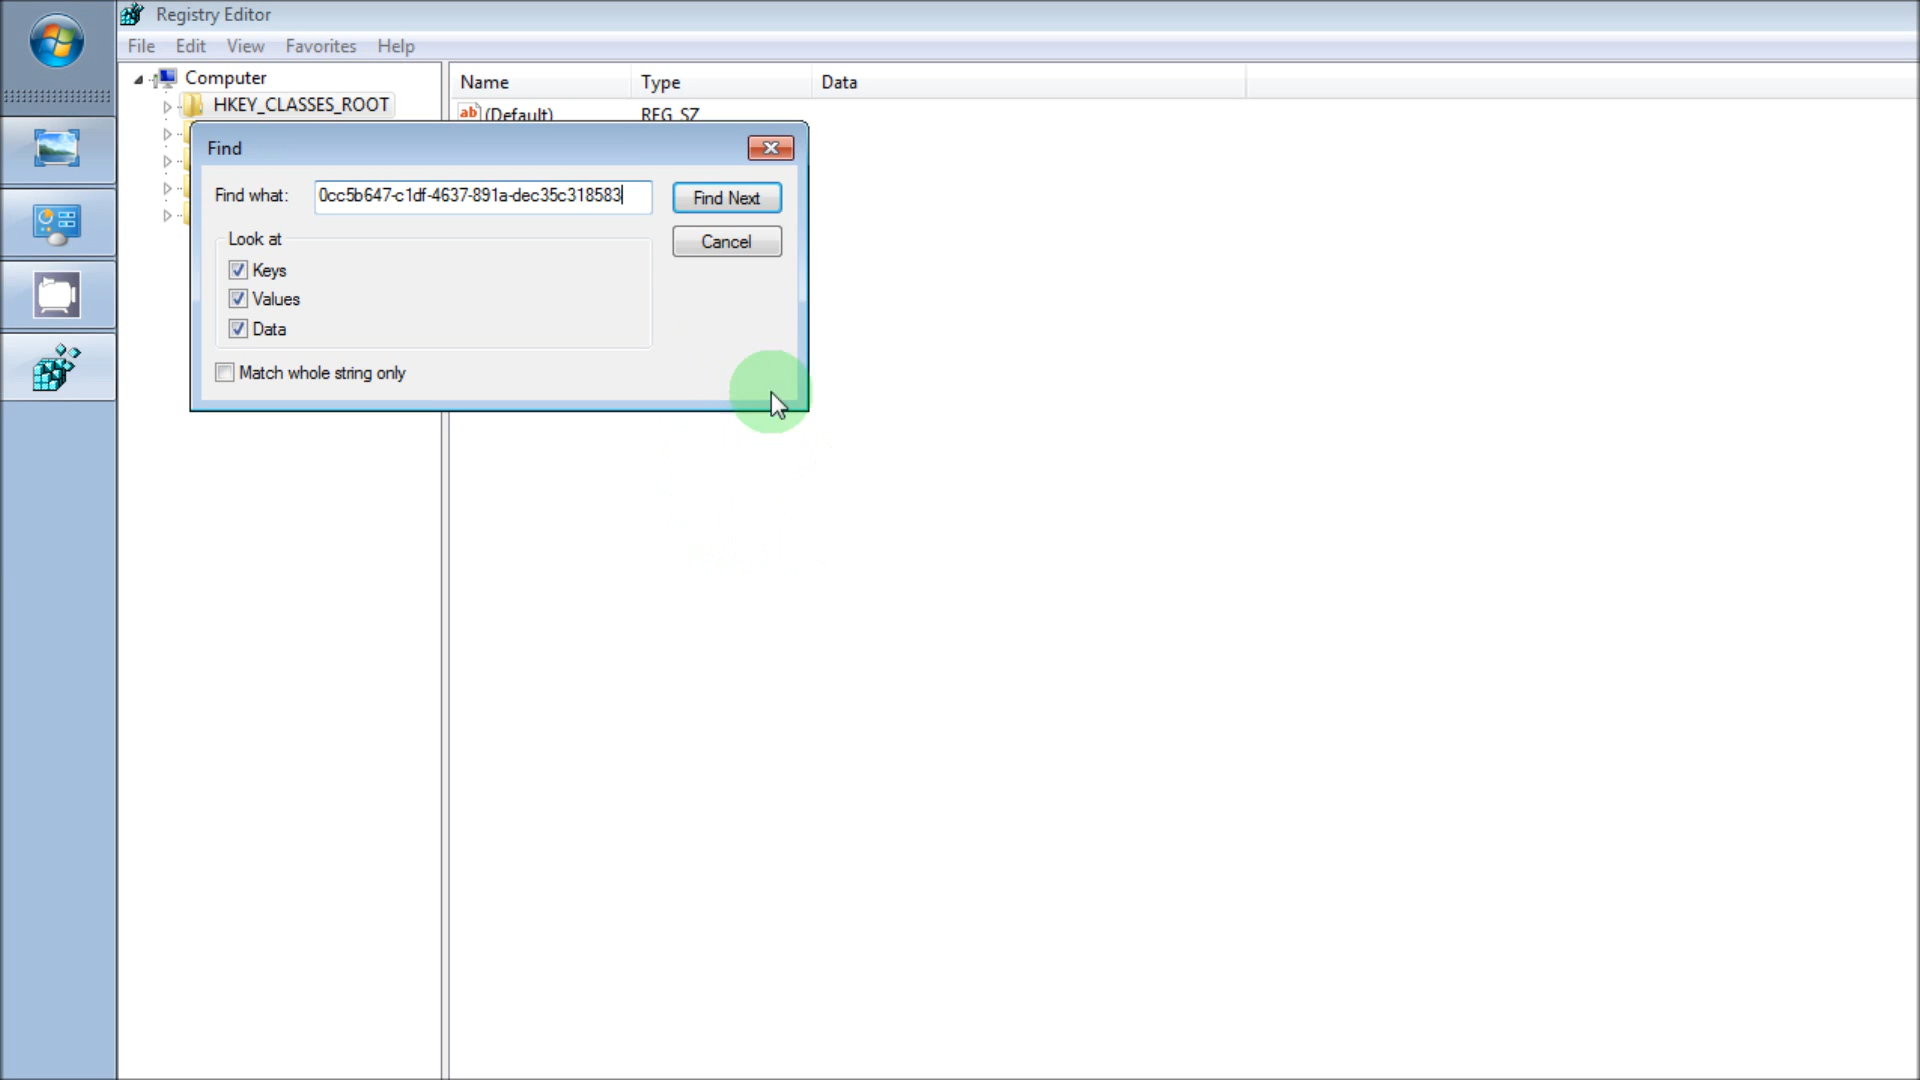 Registry Editor
File Edit View Favorites Help
Computer
HKEY_CLASSES_ROOT
Name Type Data
ab (Default) REG_SZ
Find
Find what: 0cc5b647-c1df-4637-891a-dec35c318583 Find Next
Cancel
Look at
Keys
Values
Data
Match whole string only